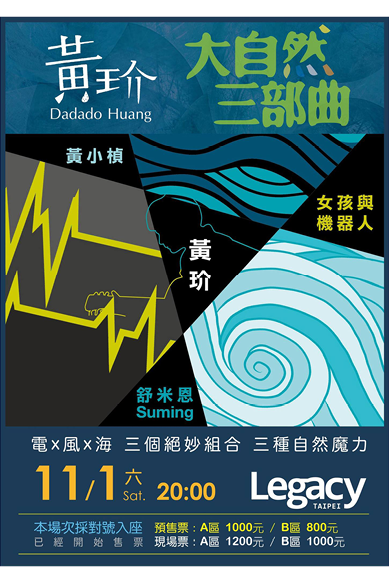 黃玠
Dadado Huang
大自然
三部曲
黃小楨
女孩與
機器人
黃
玠
舒米恩
Suming
電x風x海 三個絕妙組合 三種自然魔力
11/1 六 Sat. 20:00
Legacy
TAIPEI
本場次採對號入座 預售票：A區 1000元 / B區 800元
已經開始售票 現場票：A區 1200元 / B區 1000元